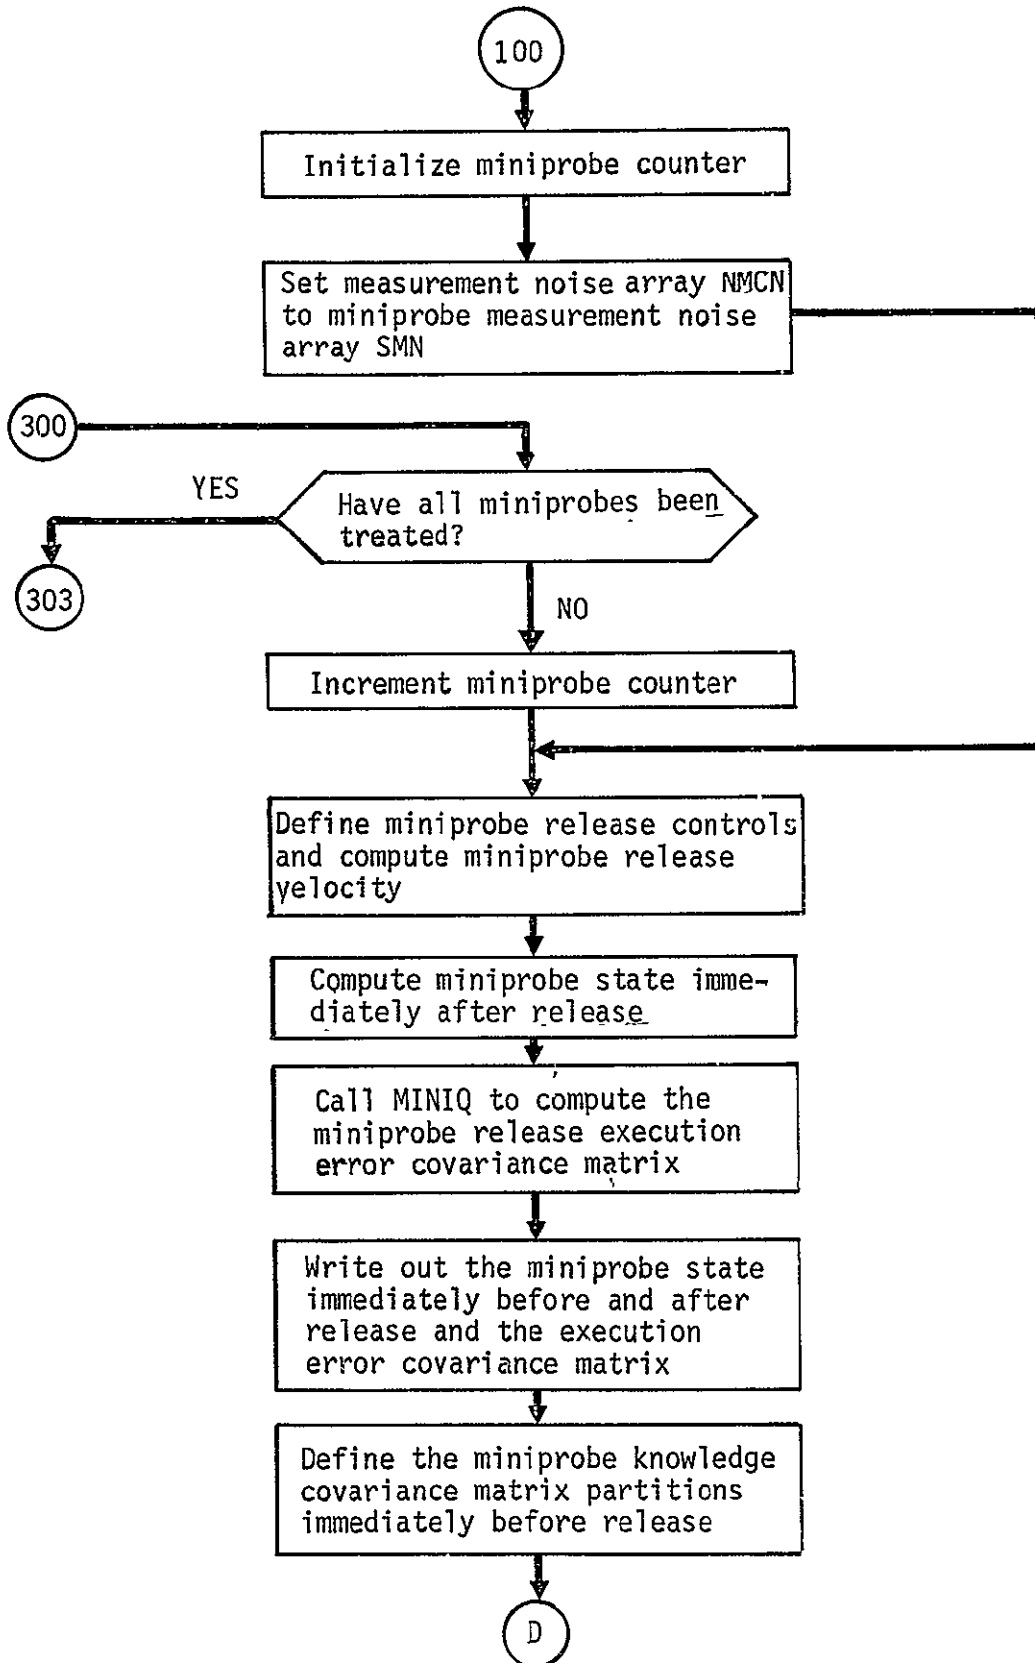 100
Initialize miniprobe counter
Set measurement noise array NMCN
to miniprobe measurement noise
array SMN
300
YES
Have all miniprobes been
treated?
303
NO
Increment miniprobe counter
Define miniprobe release controls
and compute miniprobe release
velocity
Compute miniprobe state imme-
diately after release
Call MINIQ to compute the
miniprobe release execution
error covariance matrix
Write out the miniprobe state
immediately before and after
release and the execution
error covariance matrix
Define the miniprobe knowledge
covariance matrix partitions
immediately before release
D